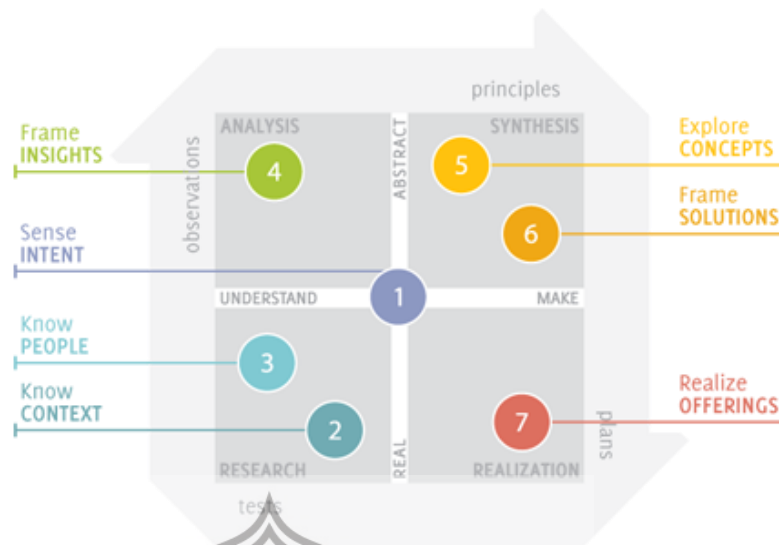 principles
Frame
INSIGHTS
ANALYSIS
ABSTRACT
SYNTHESIS
Explore
CONCEPTS
4
5
observations
Frame
SOLUTIONS
6
Sense
INTENT
UNDERSTAND
1
MAKE
Know
PEOPLE
3
Know
CONTEXT
2
Realize
OFFERINGS
7
plans
RESEARCH
REAL
REALIZATION
tests